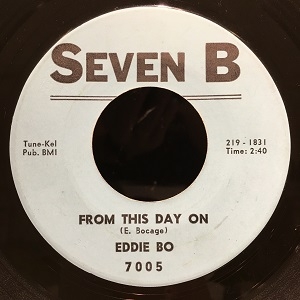 SEVEN B
Tune-Kel
Pub. BMI
219 - 1831
Time: 2:40
FROM THIS DAY ON
(E. Bocage)
EDDIE BO
7005